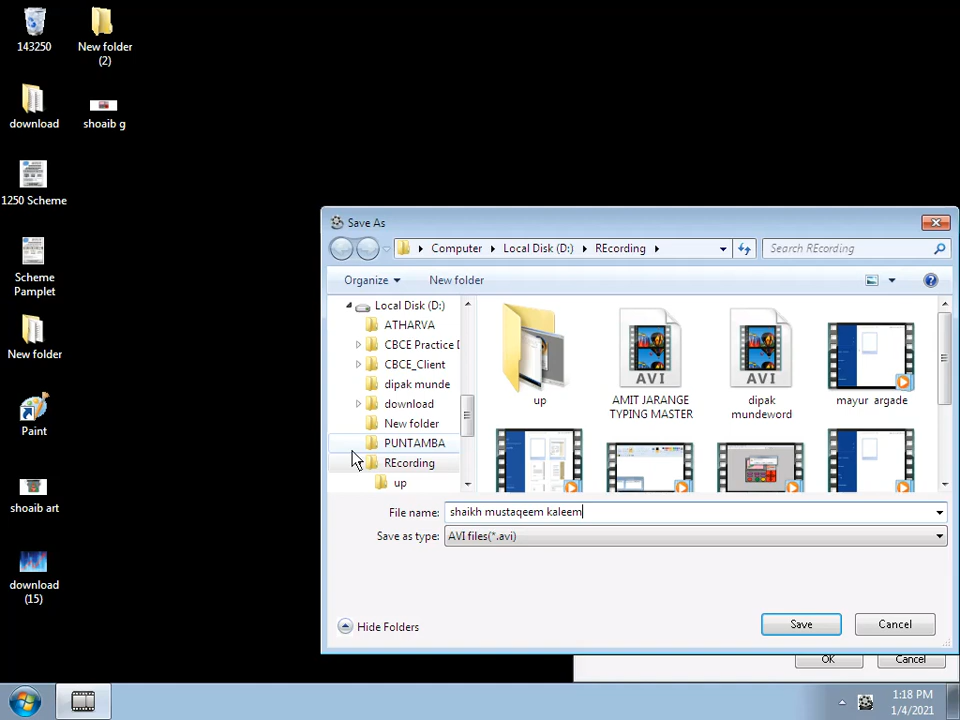 143250
New folder
(2)
download
shoaib g
1250 Scheme
Scheme
Pamplet
New folder
Paint
shoaib art
download
(15)
Save As
Computer
Local Disk (D:)
REcording
Search REcording
Organize
New folder
Local Disk (D:)
ATHARVA
CBCE Practice D
CBCE_Client
dipak munde
download
New folder
PUNTAMBA
REcording
up
up
AVI
AMIT JARANGE
TYPING MASTER
AVI
dipak
mundeword
mayur argade
File name:
shaikh mustaqeem kaleem
Save as type:
AVI files(*.avi)
Hide Folders
Save
Cancel
OK
Cancel
1:18 PM
1/4/2021